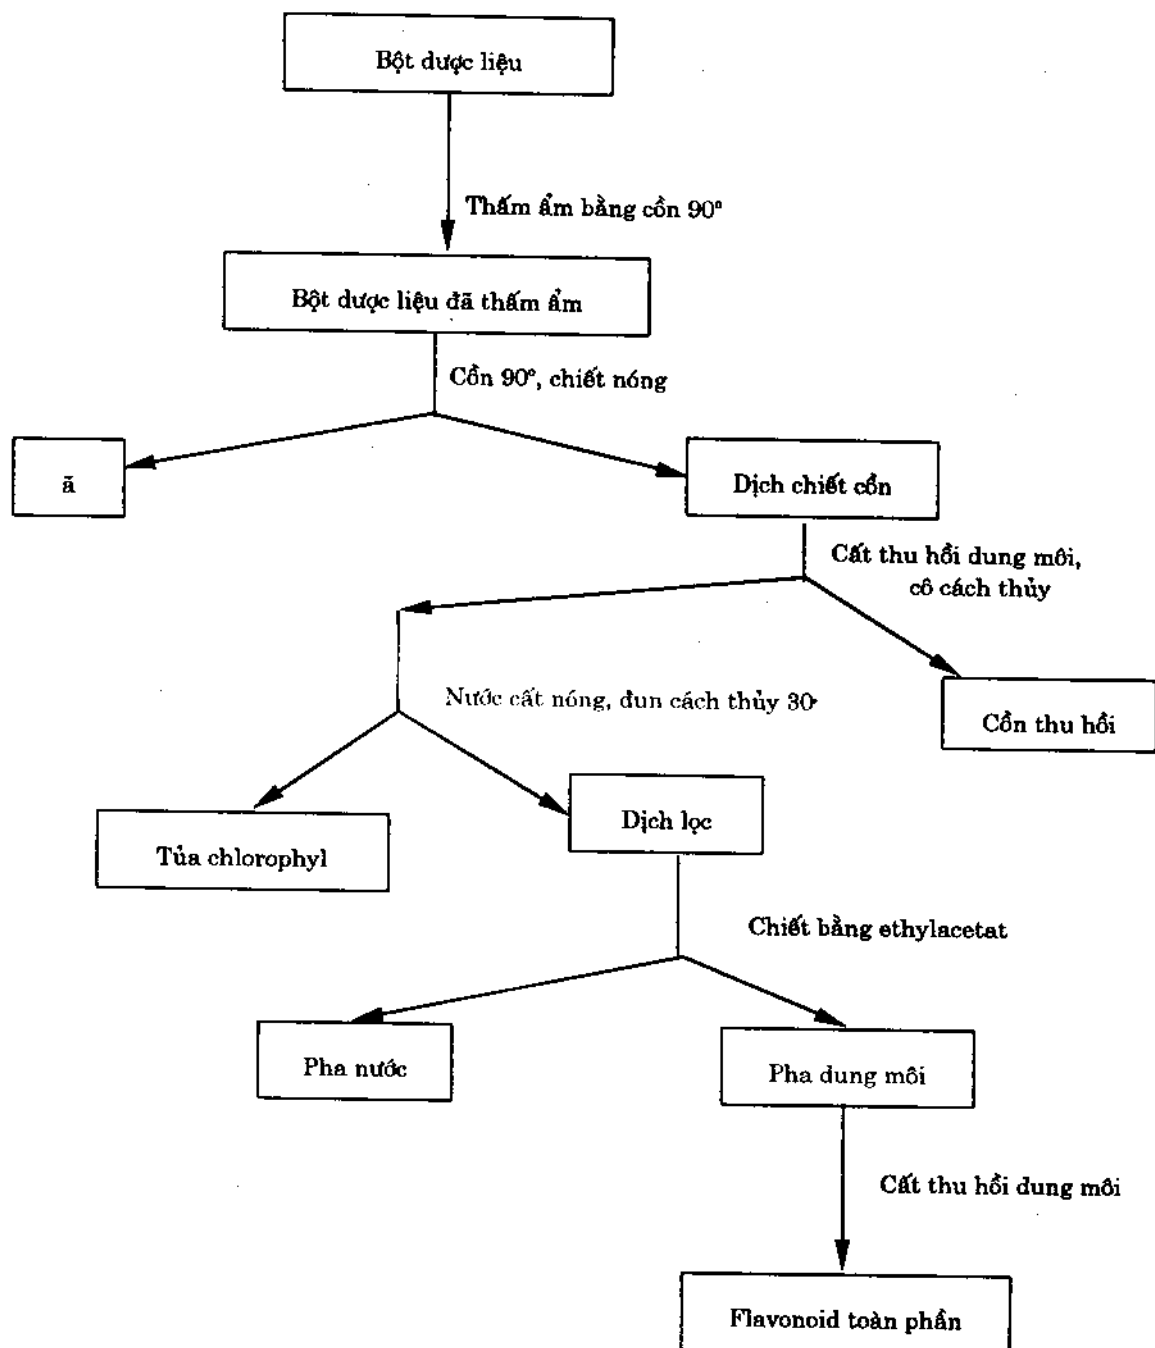 Bột dược liệu
Thấm ẩm bằng cồn 90°
Bột dược liệu đã thấm ẩm
Cồn 90°, chiết nóng
ã
Dịch chiết cồn
Cất thu hồi dung môi,
cô cách thủy
Nước cất nóng, đun cách thủy 30
Cồn thu hồi
Dịch lọc
Tủa chlorophyl
Chiết bằng ethylacetat
Pha nước
Pha dung môi
Cất thu hồi dung môi
Flavonoid toàn phần